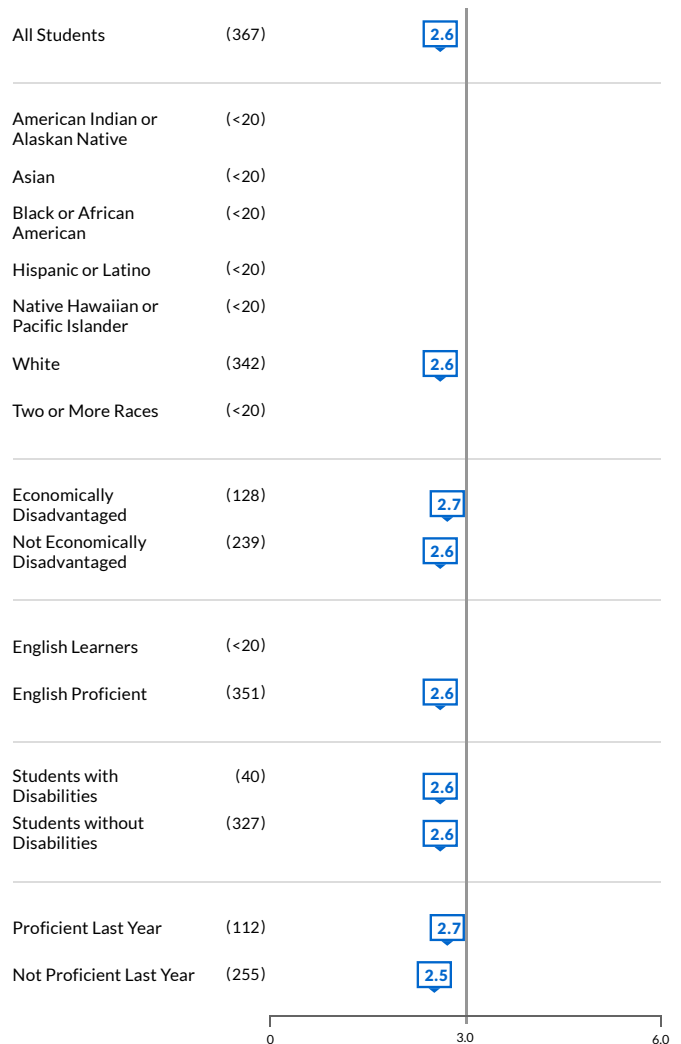 All Students (367) 2.6
American Indian or (<20)
Alaskan Native
Asian (<20)
Black or African (<20)
American
Hispanic or Latino (<20)
Native Hawaiian or (<20)
Pacific Islander
White (342) 2.6
Two or More Races (<20)
Economically (128) 2.7
Disadvantaged
Not Economically (239) 2.6
Disadvantaged
English Learners (<20)
English Proficient (351) 2.6
Students with (40) 2.6
Disabilities
Students without (327) 2.6
Disabilities
Proficient Last Year (112) 2.7
Not Proficient Last Year (255) 2.5
0 3.0 6.0